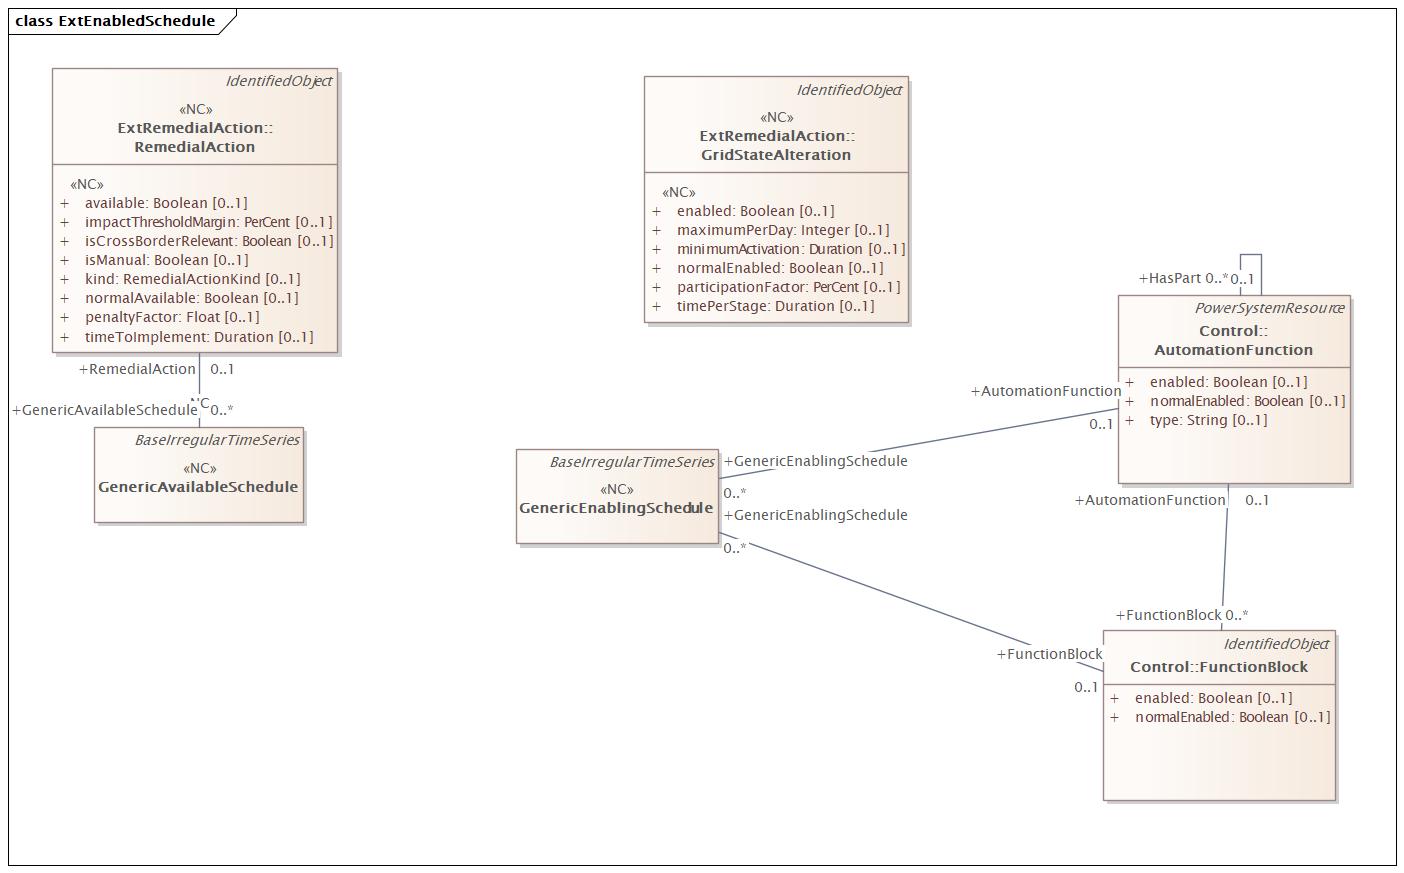 class ExtEnabledSchedule
IdentifiedObject
«NC»
ExtRemedialAction::
RemedialAction
«NC»
+ available: Boolean [0..1]
+ impactThresholdMargin: PerCent [0..1]
+ isCrossBorderRelevant: Boolean [0..1]
+ isManual: Boolean [0..1]
+ kind: RemedialActionKind [0..1]
+ normalAvailable: Boolean [0..1]
+ penaltyFactor: Float [0..1]
+ timeToImplement: Duration [0..1]
+RemedialAction 0..1
NC
+GenericAvailableSchedule 0..*
BaseIrregularTimeSeries
«NC»
GenericAvailableSchedule
IdentifiedObject
«NC»
ExtRemedialAction::
GridStateAlteration
«NC»
+ enabled: Boolean [0..1]
+ maximumPerDay: Integer [0..1]
+ minimumActivation: Duration [0..1]
+ normalEnabled: Boolean [0..1]
+ participationFactor: PerCent [0..1]
+ timePerStage: Duration [0..1]
+HasPart 0..* 0..1
PowerSystemResource
Control::
AutomationFunction
+ enabled: Boolean [0..1]
+ normalEnabled: Boolean [0..1]
+ type: String [0..1]
+AutomationFunction
0..1
+GenericEnablingSchedule
0..*
BaseIrregularTimeSeries
«NC»
GenericEnablingSchedule
+GenericEnablingSchedule
0..*
+AutomationFunction 0..1
+FunctionBlock 0..*
+FunctionBlock
0..1
IdentifiedObject
Control::FunctionBlock
+ enabled: Boolean [0..1]
+ normalEnabled: Boolean [0..1]